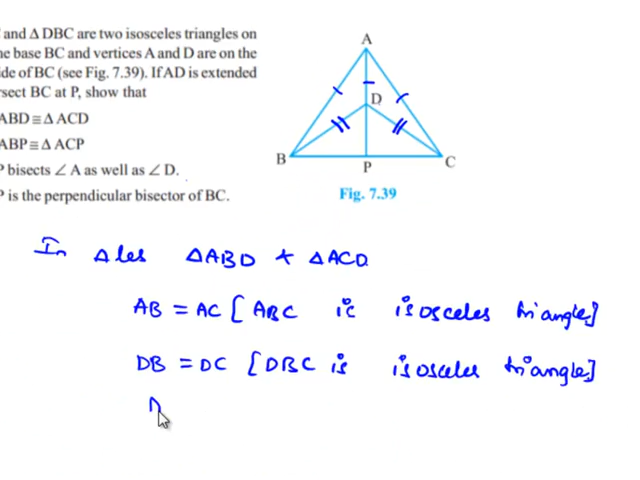 and Δ DBC are two isosceles triangles on
ne base BC and vertices A and D are on the
ide of BC (see Fig. 7.39). If AD is extended
rsect BC at P, show that
ABD ≅ Δ ACD
ABP ≅ Δ ACP
P bisects ∠ A as well as ∠ D.
P is the perpendicular bisector of BC.
A
D
B
P
C
Fig. 7.39
In Δles ΔABD & ΔACD
AB = AC [ABC is isosceles triangle]
DB = DC [DBC is isosceles triangle]